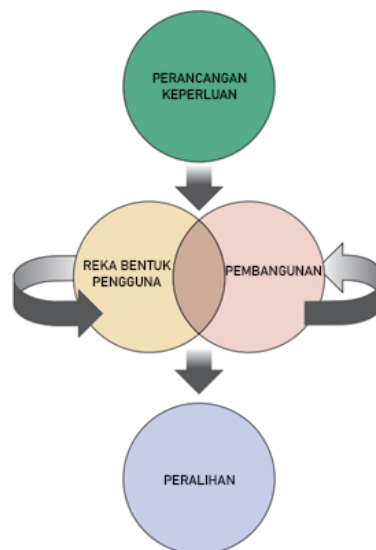 PERANCANGAN
KEPERLUAN
REKA BENTUK
PENGGUNA
PEMBANGUNAN
PERALIHAN